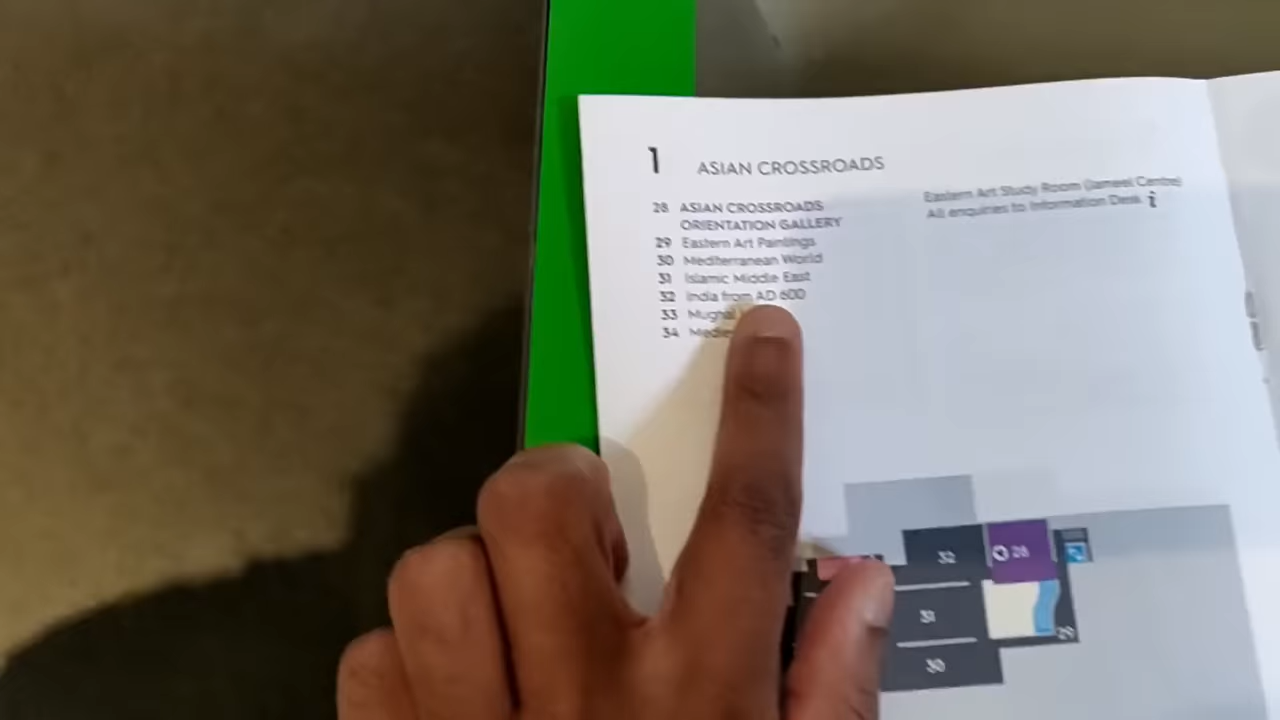 1 ASIAN CROSSROADS
28 ASIAN CROSSROADS
ORIENTATION GALLERY
29 Eastern Art Paintings
30 Mediterranean World
31 Islamic Middle East
32 India from AD 600
33 Mughal
34
Eastern Art Study Room (Jameel Centre)
All enquiries to Information Desk i
32
28
31
29
30